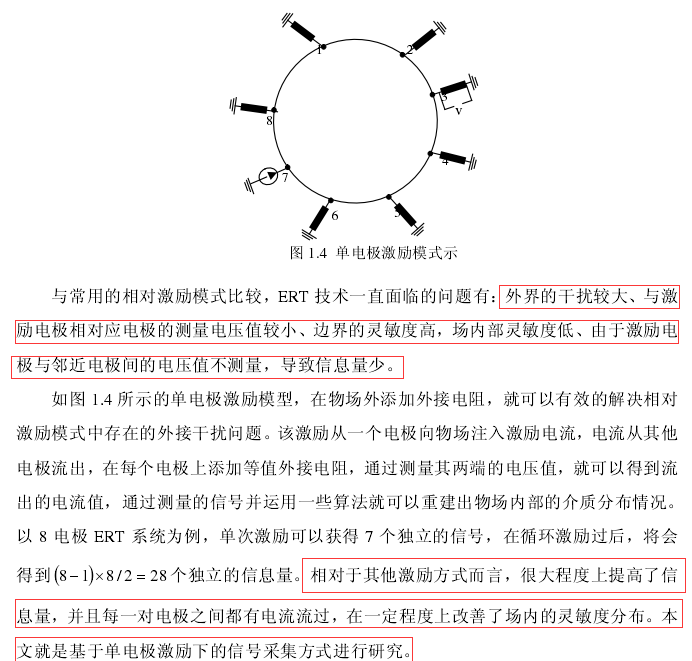 1
2
3
V
8
4
7
6
5
图 1.4 单电极激励模式示
与常用的相对激励模式比较，ERT 技术一直面临的问题有：外界的干扰较大、与激
励电极相对应电极的测量电压值较小、边界的灵敏度高，场内部灵敏度低、由于激励电
极与邻近电极间的电压值不测量，导致信息量少。
如图 1.4 所示的单电极激励模型，在物场外添加外接电阻，就可以有效的解决相对
激励模式中存在的外接干扰问题。该激励从一个电极向物场注入激励电流，电流从其他
电极流出，在每个电极上添加等值外接电阻，通过测量其两端的电压值，就可以得到流
出的电流值，通过测量的信号并运用一些算法就可以重建出物场内部的介质分布情况。
以 8 电极 ERT 系统为例，单次激励可以获得 7 个独立的信号，在循环激励过后，将会
得到(8−1)×8/2=28个独立的信息量。相对于其他激励方式而言，很大程度上提高了信
息量，并且每一对电极之间都有电流流过，在一定程度上改善了场内的灵敏度分布。本
文就是基于单电极激励下的信号采集方式进行研究。